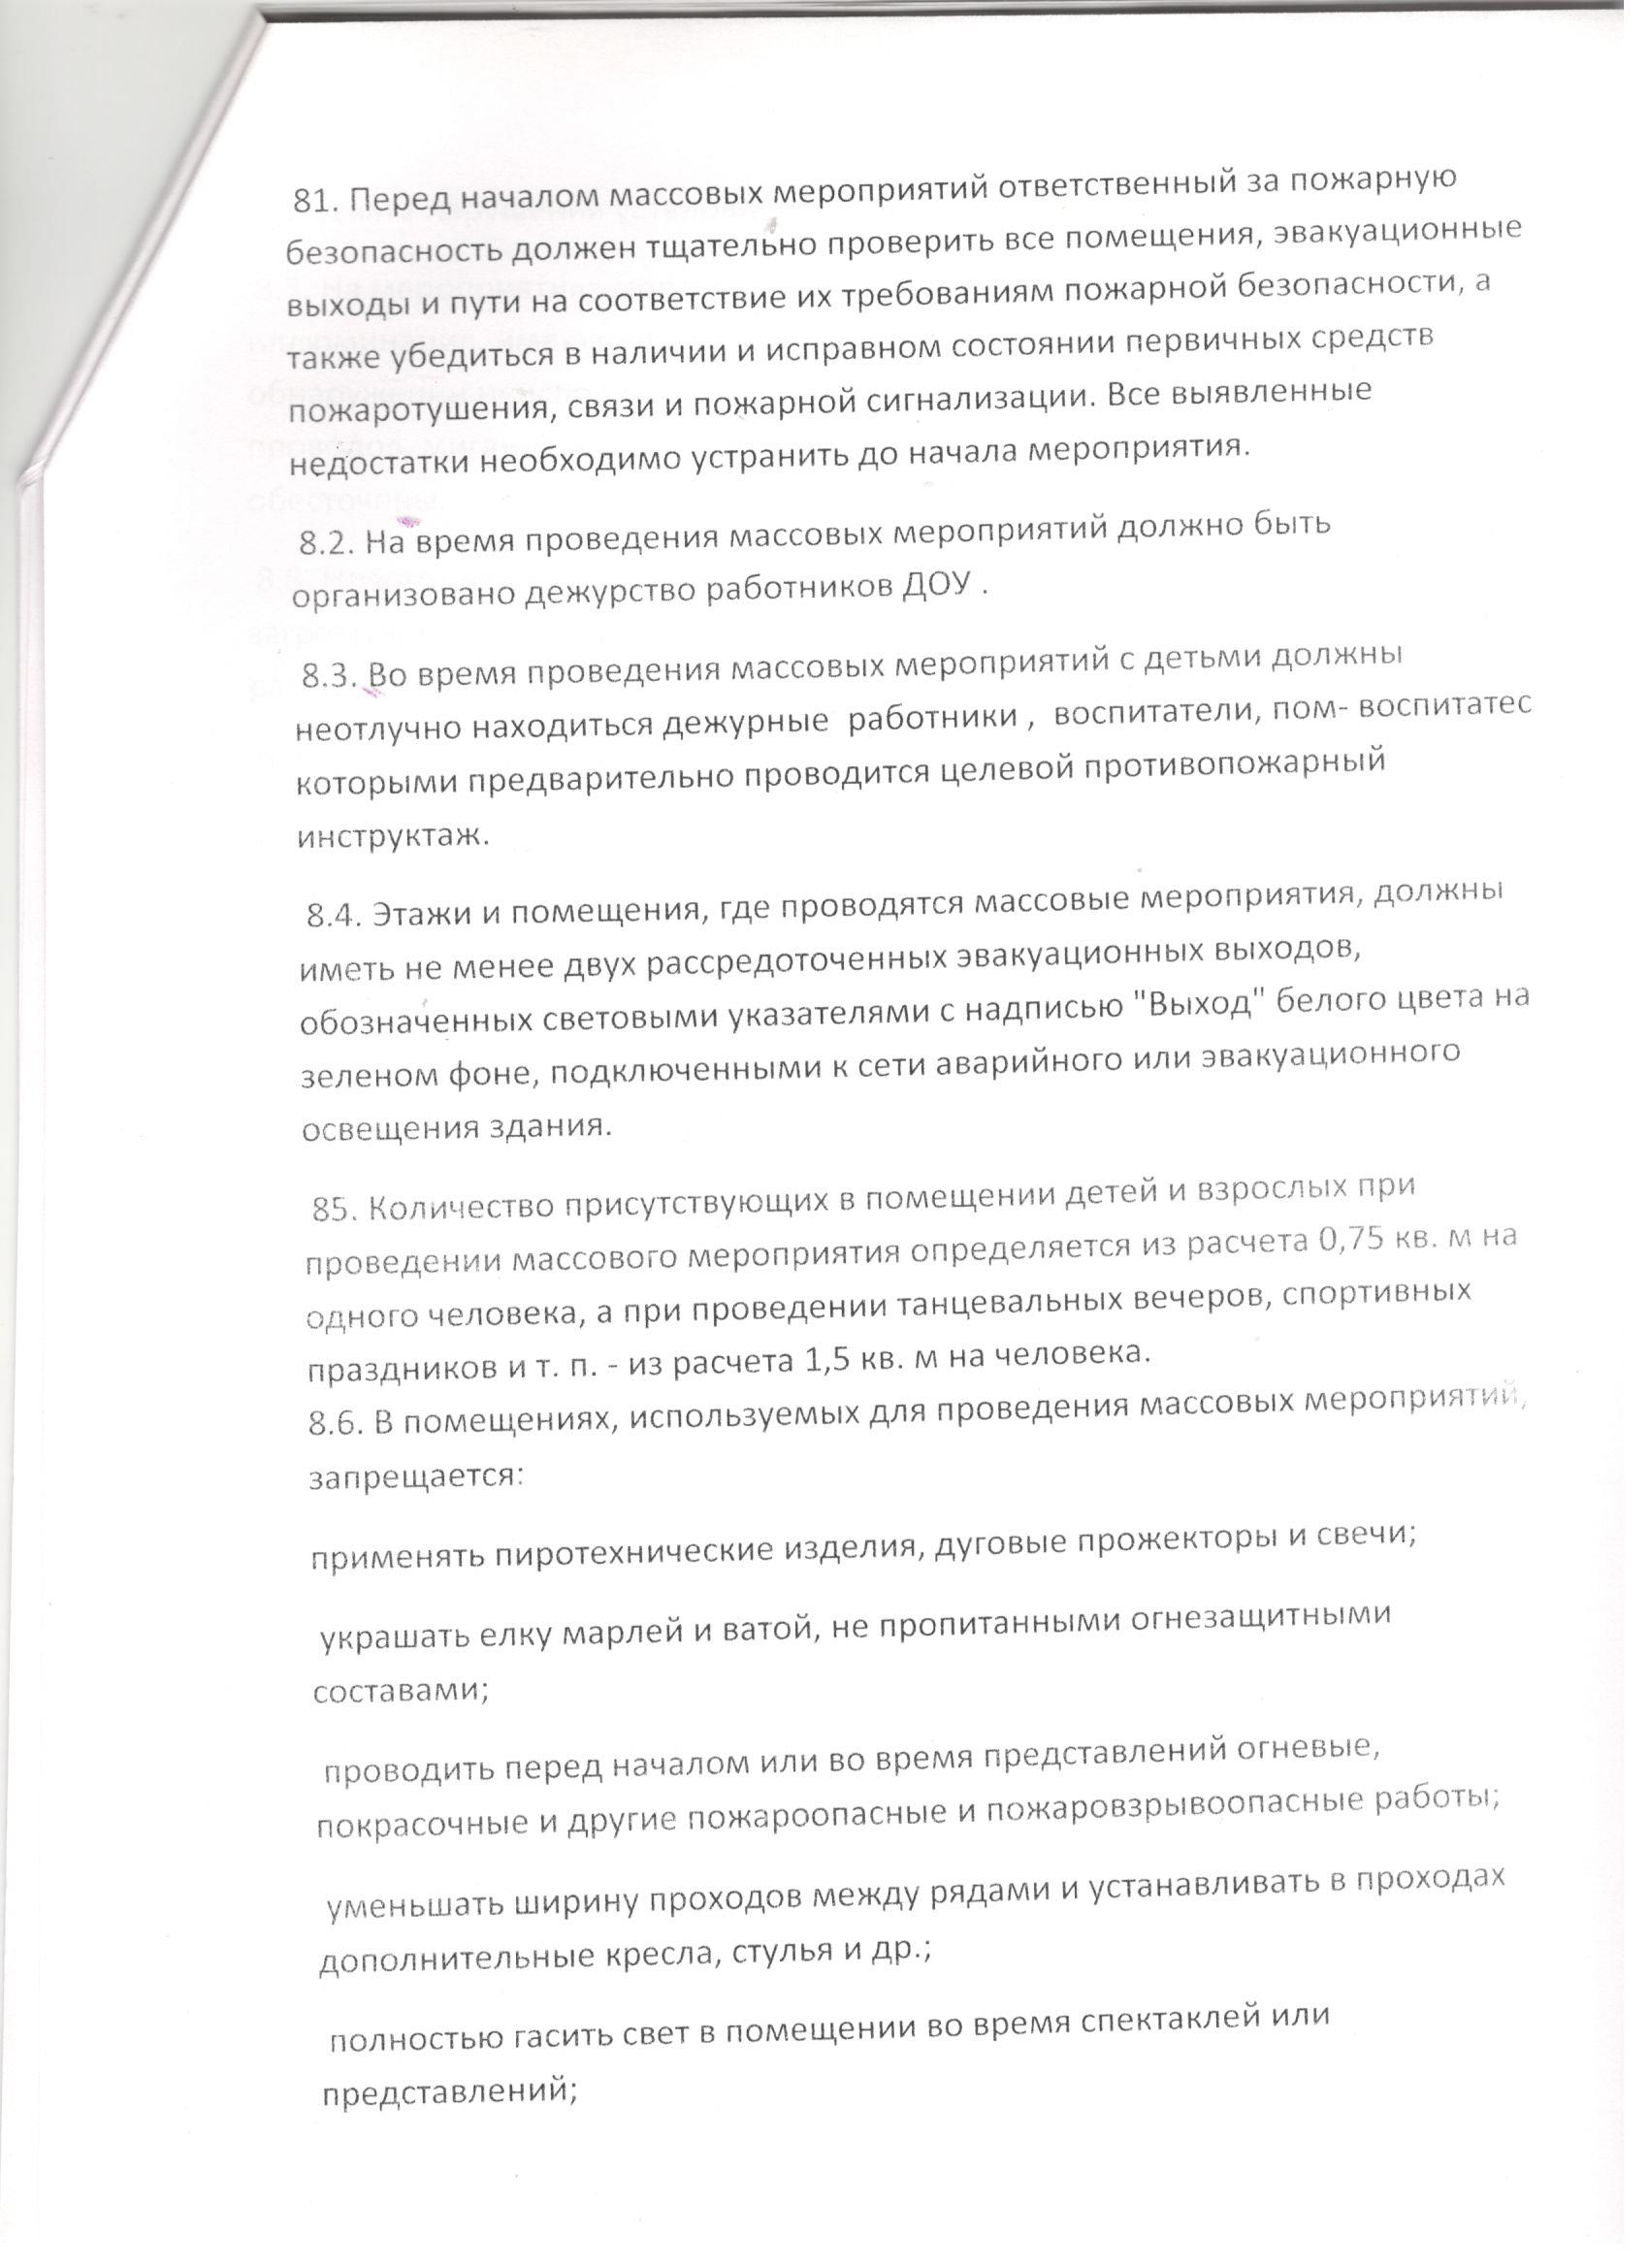 81. Перед началом массовых мероприятий ответственный за пожарную
безопасность должен тщательно проверить все помещения, эвакуационные
выходы и пути на соответствие их требованиям пожарной безопасности, а
также убедиться в наличии и исправном состоянии первичных средств
пожаротушения, связи и пожарной сигнализации. Все выявленные
недостатки необходимо устранить до начала мероприятия.
8.2. На время проведения массовых мероприятий должно быть
организовано дежурство работников ДОУ .
8.3. Во время проведения массовых мероприятий с детьми должны
неотлучно находиться дежурные работники , воспитатели, пом- воспитатес
которыми предварительно проводится целевой противопожарный
инструктаж.
8.4. Этажи и помещения, где проводятся массовые мероприятия, должны
иметь не менее двух рассредоточенных эвакуационных выходов,
обозначенных световыми указателями с надписью "Выход" белого цвета на
зеленом фоне, подключенными к сети аварийного или эвакуационного
освещения здания.
85. Количество присутствующих в помещении детей и взрослых при
проведении массового мероприятия определяется из расчета 0,75 кв. м на
одного человека, а при проведении танцевальных вечеров, спортивных
праздников и т. п. - из расчета 1,5 кв. м на человека.
8.6. В помещениях, используемых для проведения массовых мероприятий,
запрещается:
применять пиротехнические изделия, дуговые прожекторы и свечи;
украшать елку марлей и ватой, не пропитанными огнезащитными
составами;
проводить перед началом или во время представлений огневые,
покрасочные и другие пожароопасные и пожаровзрывоопасные работы;
уменьшать ширину проходов между рядами и устанавливать в проходах
дополнительные кресла, стулья и др.;
полностью гасить свет в помещении во время спектаклей или
представлений;